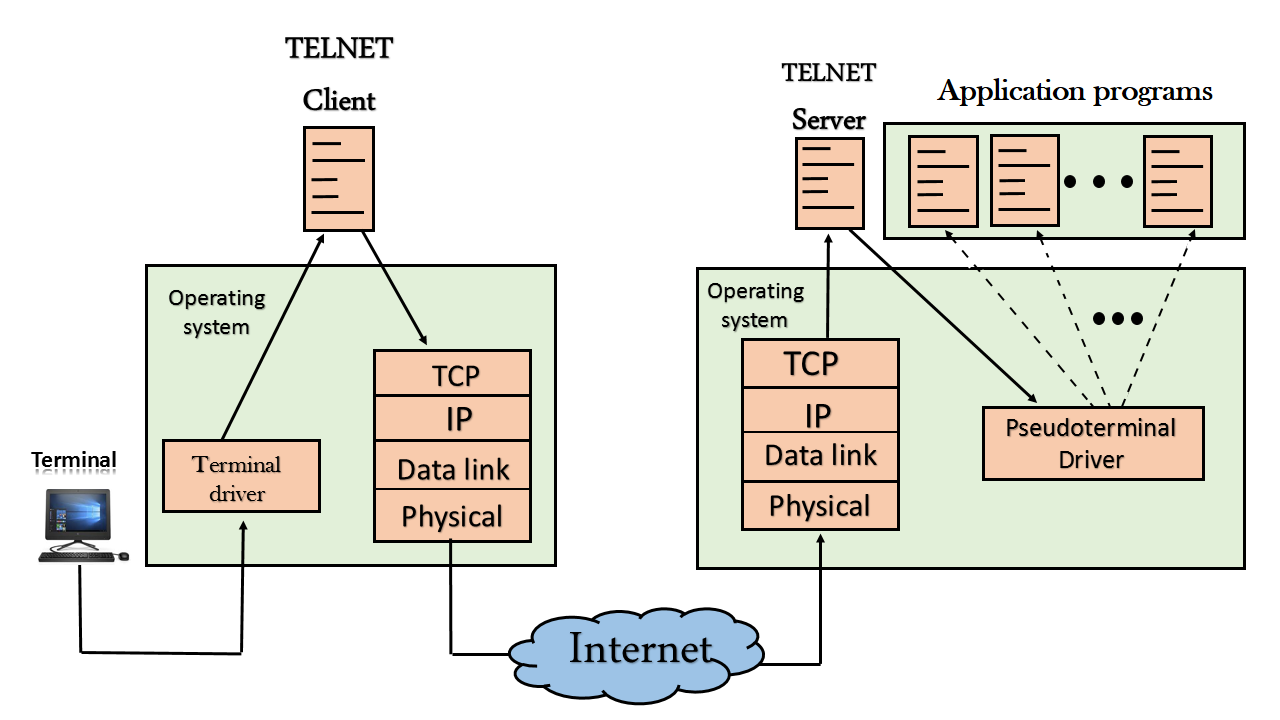 TELNET
Client
TELNET
Server
Application programs
Operating
system
TCP
IP
Data link
Physical
Terminal
driver
Terminal
Operating
system
TCP
IP
Data link
Physical
Pseudoterminal
Driver
Internet